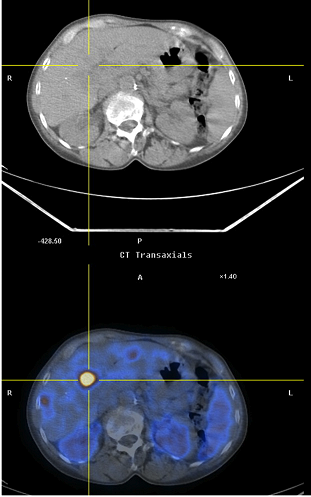 R L
-428.50 P
CT Transaxials
A ×1.40
R L